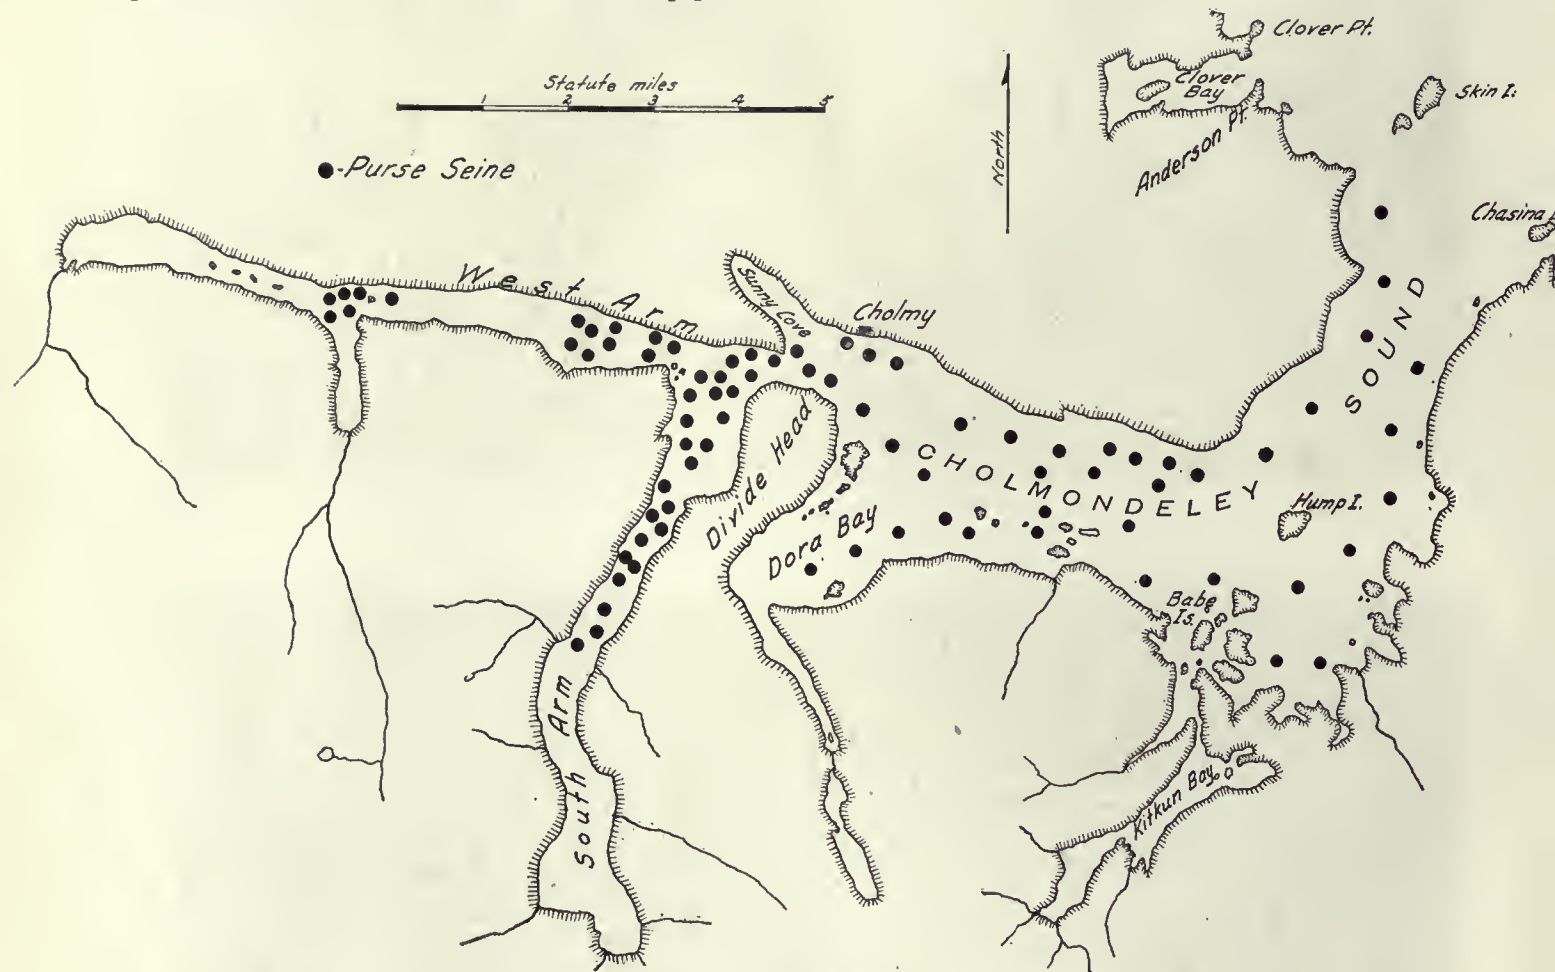 Clover Pt.
Statute miles
1 2 3 4 5
Clover
Bay
Skin I.
North
Anderson Pt.
●-Purse Seine
Chasina
West Arm
Sunny Cove
Cholmy
SOUND
Divide Head
CHOLMONDELEY
Hump I.
Dora Bay
Babe
Is.
South Arm
Kitkun Bay